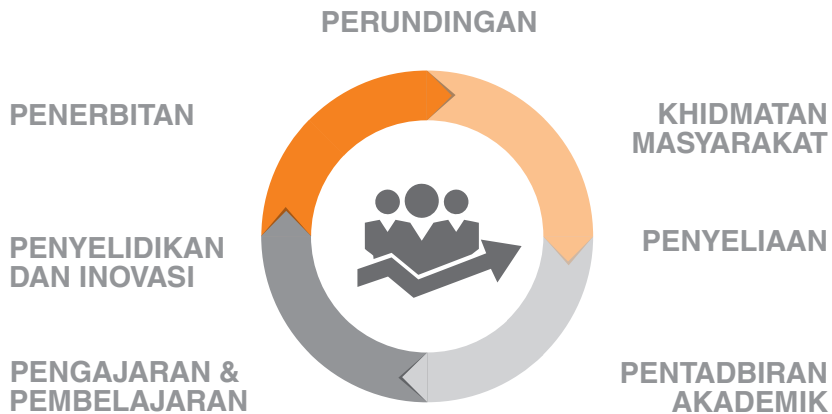 PERUNDINGAN
PENERBITAN
KHIDMATAN
MASYARAKAT
PENYELIDIKAN
DAN INOVASI
PENYELIAAN
PENGAJARAN &
PEMBELAJARAN
PENTADBIRAN
AKADEMIK